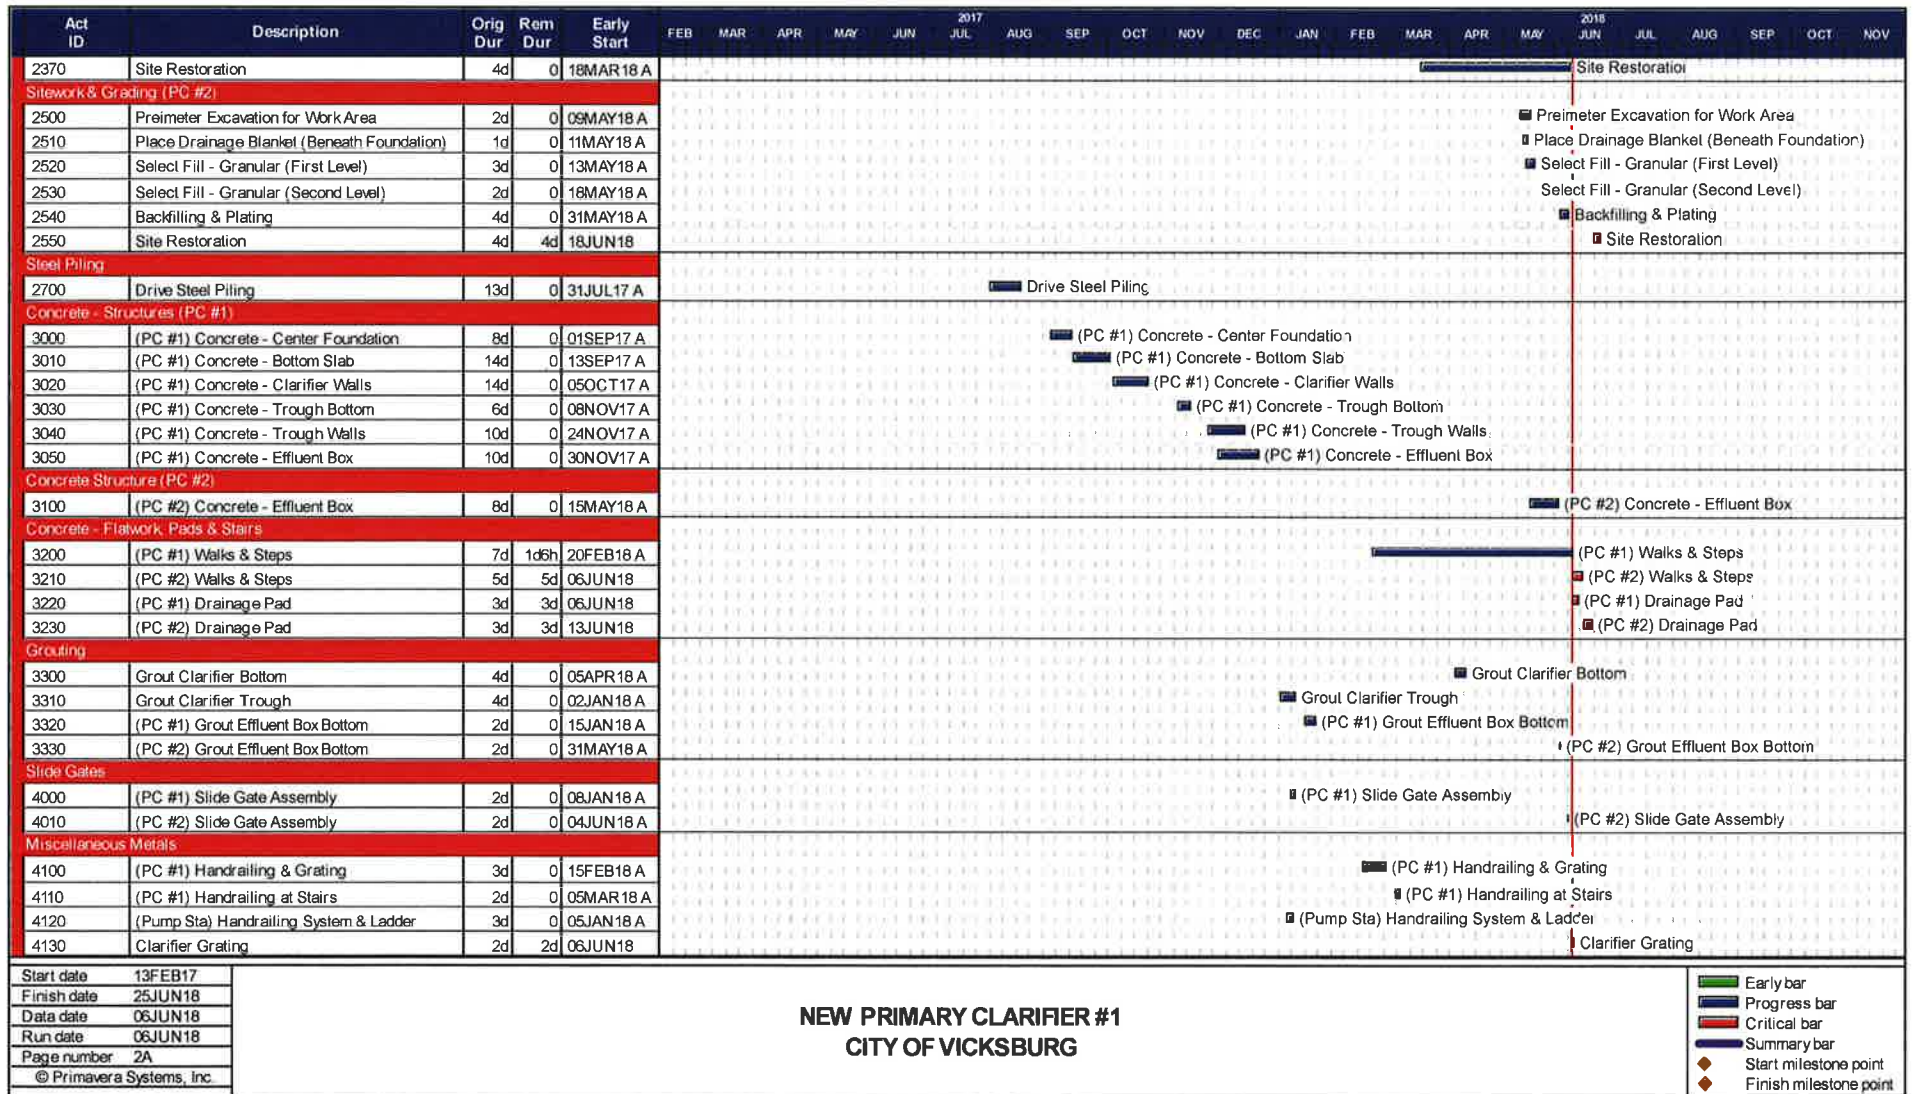 Act ID Description Orig Dur Rem Dur Early Start
2017 2018
FEB MAR APR MAY JUN JUL AUG SEP OCT NOV DEC JAN FEB MAR APR MAY JUN JUL AUG SEP OCT NOV
2370 Site Restoration 4d 0 18MAR18 A Site Restoration
Sitework & Grading (PC #2)
2500 Preimeter Excavation for Work Area 2d 0 09MAY18 A Preimeter Excavation for Work Area
2510 Place Drainage Blanket (Beneath Foundation) 1d 0 11MAY18 A Place Drainage Blanket (Beneath Foundation)
2520 Select Fill - Granular (First Level) 3d 0 13MAY18 A Select Fill - Granular (First Level)
2530 Select Fill - Granular (Second Level) 2d 0 18MAY18 A Select Fill - Granular (Second Level)
2540 Backfilling & Plating 4d 0 31MAY18 A Backfilling & Plating
2550 Site Restoration 4d 4d 18JUN18 Site Restoration
Steel Piling
2700 Drive Steel Piling 13d 0 31JUL17 A Drive Steel Piling
Concrete - Structures (PC #1)
3000 (PC #1) Concrete - Center Foundation 8d 0 01SEP17 A (PC #1) Concrete - Center Foundation
3010 (PC #1) Concrete - Bottom Slab 14d 0 13SEP17 A (PC #1) Concrete - Bottom Slab
3020 (PC #1) Concrete - Clarifier Walls 14d 0 05OCT17 A (PC #1) Concrete - Clarifier Walls
3030 (PC #1) Concrete - Trough Bottom 6d 0 08NOV17 A (PC #1) Concrete - Trough Bottom
3040 (PC #1) Concrete - Trough Walls 10d 0 24NOV17 A (PC #1) Concrete - Trough Walls
3050 (PC #1) Concrete - Effluent Box 10d 0 30NOV17 A (PC #1) Concrete - Effluent Box
Concrete Structure (PC #2)
3100 (PC #2) Concrete - Effluent Box 8d 0 15MAY18 A (PC #2) Concrete - Effluent Box
Concrete - Flatwork, Pads & Stairs
3200 (PC #1) Walks & Steps 7d 1d6h 20FEB18 A (PC #1) Walks & Steps
3210 (PC #2) Walks & Steps 5d 5d 06JUN18 (PC #2) Walks & Steps
3220 (PC #1) Drainage Pad 3d 3d 06JUN18 (PC #1) Drainage Pad
3230 (PC #2) Drainage Pad 3d 3d 13JUN18 (PC #2) Drainage Pad
Grouting
3300 Grout Clarifier Bottom 4d 0 05APR18 A Grout Clarifier Bottom
3310 Grout Clarifier Trough 4d 0 02JAN18 A Grout Clarifier Trough
3320 (PC #1) Grout Effluent Box Bottom 2d 0 15JAN18 A (PC #1) Grout Effluent Box Bottom
3330 (PC #2) Grout Effluent Box Bottom 2d 0 31MAY18 A (PC #2) Grout Effluent Box Bottom
Slide Gates
4000 (PC #1) Slide Gate Assembly 2d 0 08JAN18 A (PC #1) Slide Gate Assembly
4010 (PC #2) Slide Gate Assembly 2d 0 04JUN18 A (PC #2) Slide Gate Assembly
Miscellaneous Metals
4100 (PC #1) Handrailing & Grating 3d 0 15FEB18 A (PC #1) Handrailing & Grating
4110 (PC #1) Handrailing at Stairs 2d 0 05MAR18 A (PC #1) Handrailing at Stairs
4120 (Pump Sta) Handrailing System & Ladder 3d 0 05JAN18 A (Pump Sta) Handrailing System & Ladder
4130 Clarifier Grating 2d 2d 06JUN18 Clarifier Grating
Start date 13FEB17
Finish date 25JUN18
Data date 06JUN18
Run date 06JUN18
Page number 2A
© Primavera Systems, Inc.
NEW PRIMARY CLARIFIER #1
CITY OF VICKSBURG
Early bar
Progress bar
Critical bar
Summary bar
Start milestone point
Finish milestone point